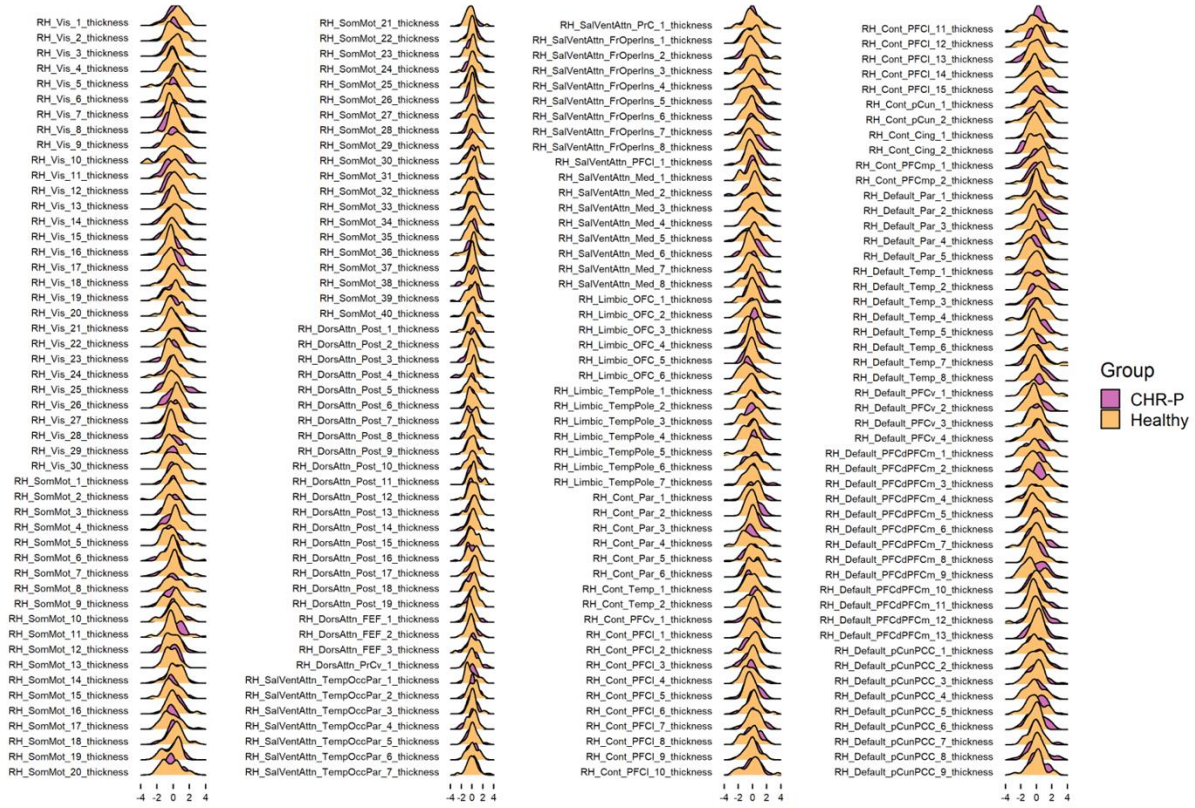 RH_Vis_1_thickness
RH_Vis_2_thickness
RH_Vis_3_thickness
RH_Vis_4_thickness
RH_Vis_5_thickness
RH_Vis_6_thickness
RH_Vis_7_thickness
RH_Vis_8_thickness
RH_Vis_9_thickness
RH_Vis_10_thickness
RH_Vis_11_thickness
RH_Vis_12_thickness
RH_Vis_13_thickness
RH_Vis_14_thickness
RH_Vis_15_thickness
RH_Vis_16_thickness
RH_Vis_17_thickness
RH_Vis_18_thickness
RH_Vis_19_thickness
RH_Vis_20_thickness
RH_Vis_21_thickness
RH_Vis_22_thickness
RH_Vis_23_thickness
RH_Vis_24_thickness
RH_Vis_25_thickness
RH_Vis_26_thickness
RH_Vis_27_thickness
RH_Vis_28_thickness
RH_Vis_29_thickness
RH_Vis_30_thickness
RH_SomMot_1_thickness
RH_SomMot_2_thickness
RH_SomMot_3_thickness
RH_SomMot_4_thickness
RH_SomMot_5_thickness
RH_SomMot_6_thickness
RH_SomMot_7_thickness
RH_SomMot_8_thickness
RH_SomMot_9_thickness
RH_SomMot_10_thickness
RH_SomMot_11_thickness
RH_SomMot_12_thickness
RH_SomMot_13_thickness
RH_SomMot_14_thickness
RH_SomMot_15_thickness
RH_SomMot_16_thickness
RH_SomMot_17_thickness
RH_SomMot_18_thickness
RH_SomMot_19_thickness
RH_SomMot_20_thickness
-4 -2 0 2 4
RH_SomMot_21_thickness
RH_SomMot_22_thickness
RH_SomMot_23_thickness
RH_SomMot_24_thickness
RH_SomMot_25_thickness
RH_SomMot_26_thickness
RH_SomMot_27_thickness
RH_SomMot_28_thickness
RH_SomMot_29_thickness
RH_SomMot_30_thickness
RH_SomMot_31_thickness
RH_SomMot_32_thickness
RH_SomMot_33_thickness
RH_SomMot_34_thickness
RH_SomMot_35_thickness
RH_SomMot_36_thickness
RH_SomMot_37_thickness
RH_SomMot_38_thickness
RH_SomMot_39_thickness
RH_SomMot_40_thickness
RH_DorsAttn_Post_1_thickness
RH_DorsAttn_Post_2_thickness
RH_DorsAttn_Post_3_thickness
RH_DorsAttn_Post_4_thickness
RH_DorsAttn_Post_5_thickness
RH_DorsAttn_Post_6_thickness
RH_DorsAttn_Post_7_thickness
RH_DorsAttn_Post_8_thickness
RH_DorsAttn_Post_9_thickness
RH_DorsAttn_Post_10_thickness
RH_DorsAttn_Post_11_thickness
RH_DorsAttn_Post_12_thickness
RH_DorsAttn_Post_13_thickness
RH_DorsAttn_Post_14_thickness
RH_DorsAttn_Post_15_thickness
RH_DorsAttn_Post_16_thickness
RH_DorsAttn_Post_17_thickness
RH_DorsAttn_Post_18_thickness
RH_DorsAttn_Post_19_thickness
RH_DorsAttn_FEF_1_thickness
RH_DorsAttn_FEF_2_thickness
RH_DorsAttn_FEF_3_thickness
RH_DorsAttn_PrCv_1_thickness
RH_SalVentAttn_TempOccPar_1_thickness
RH_SalVentAttn_TempOccPar_2_thickness
RH_SalVentAttn_TempOccPar_3_thickness
RH_SalVentAttn_TempOccPar_4_thickness
RH_SalVentAttn_TempOccPar_5_thickness
RH_SalVentAttn_TempOccPar_6_thickness
RH_SalVentAttn_TempOccPar_7_thickness
-4 -2 0 2 4
RH_SalVentAttn_PrC_1_thickness
RH_SalVentAttn_FrOperIns_1_thickness
RH_SalVentAttn_FrOperIns_2_thickness
RH_SalVentAttn_FrOperIns_3_thickness
RH_SalVentAttn_FrOperIns_4_thickness
RH_SalVentAttn_FrOperIns_5_thickness
RH_SalVentAttn_FrOperIns_6_thickness
RH_SalVentAttn_FrOperIns_7_thickness
RH_SalVentAttn_FrOperIns_8_thickness
RH_SalVentAttn_PFCl_1_thickness
RH_SalVentAttn_Med_1_thickness
RH_SalVentAttn_Med_2_thickness
RH_SalVentAttn_Med_3_thickness
RH_SalVentAttn_Med_4_thickness
RH_SalVentAttn_Med_5_thickness
RH_SalVentAttn_Med_6_thickness
RH_SalVentAttn_Med_7_thickness
RH_SalVentAttn_Med_8_thickness
RH_Limbic_OFC_1_thickness
RH_Limbic_OFC_2_thickness
RH_Limbic_OFC_3_thickness
RH_Limbic_OFC_4_thickness
RH_Limbic_OFC_5_thickness
RH_Limbic_OFC_6_thickness
RH_Limbic_TempPole_1_thickness
RH_Limbic_TempPole_2_thickness
RH_Limbic_TempPole_3_thickness
RH_Limbic_TempPole_4_thickness
RH_Limbic_TempPole_5_thickness
RH_Limbic_TempPole_6_thickness
RH_Limbic_TempPole_7_thickness
RH_Cont_Par_1_thickness
RH_Cont_Par_2_thickness
RH_Cont_Par_3_thickness
RH_Cont_Par_4_thickness
RH_Cont_Par_5_thickness
RH_Cont_Par_6_thickness
RH_Cont_Temp_1_thickness
RH_Cont_Temp_2_thickness
RH_Cont_PFCv_1_thickness
RH_Cont_PFCl_1_thickness
RH_Cont_PFCl_2_thickness
RH_Cont_PFCl_3_thickness
RH_Cont_PFCl_4_thickness
RH_Cont_PFCl_5_thickness
RH_Cont_PFCl_6_thickness
RH_Cont_PFCl_7_thickness
RH_Cont_PFCl_8_thickness
RH_Cont_PFCl_9_thickness
RH_Cont_PFCl_10_thickness
-4 -2 0 2 4
RH_Cont_PFCl_11_thickness
RH_Cont_PFCl_12_thickness
RH_Cont_PFCl_13_thickness
RH_Cont_PFCl_14_thickness
RH_Cont_PFCl_15_thickness
RH_Cont_pCun_1_thickness
RH_Cont_pCun_2_thickness
RH_Cont_Cing_1_thickness
RH_Cont_Cing_2_thickness
RH_Cont_PFCmp_1_thickness
RH_Cont_PFCmp_2_thickness
RH_Default_Par_1_thickness
RH_Default_Par_2_thickness
RH_Default_Par_3_thickness
RH_Default_Par_4_thickness
RH_Default_Par_5_thickness
RH_Default_Temp_1_thickness
RH_Default_Temp_2_thickness
RH_Default_Temp_3_thickness
RH_Default_Temp_4_thickness
RH_Default_Temp_5_thickness
RH_Default_Temp_6_thickness
RH_Default_Temp_7_thickness
RH_Default_Temp_8_thickness
RH_Default_PFCv_1_thickness
RH_Default_PFCv_2_thickness
RH_Default_PFCv_3_thickness
RH_Default_PFCv_4_thickness
RH_Default_PFCdPFCm_1_thickness
RH_Default_PFCdPFCm_2_thickness
RH_Default_PFCdPFCm_3_thickness
RH_Default_PFCdPFCm_4_thickness
RH_Default_PFCdPFCm_5_thickness
RH_Default_PFCdPFCm_6_thickness
RH_Default_PFCdPFCm_7_thickness
RH_Default_PFCdPFCm_8_thickness
RH_Default_PFCdPFCm_9_thickness
RH_Default_PFCdPFCm_10_thickness
RH_Default_PFCdPFCm_11_thickness
RH_Default_PFCdPFCm_12_thickness
RH_Default_PFCdPFCm_13_thickness
RH_Default_pCunPCC_1_thickness
RH_Default_pCunPCC_2_thickness
RH_Default_pCunPCC_3_thickness
RH_Default_pCunPCC_4_thickness
RH_Default_pCunPCC_5_thickness
RH_Default_pCunPCC_6_thickness
RH_Default_pCunPCC_7_thickness
RH_Default_pCunPCC_8_thickness
RH_Default_pCunPCC_9_thickness
-4 -2 0 2 4
Group
CHR-P
Healthy